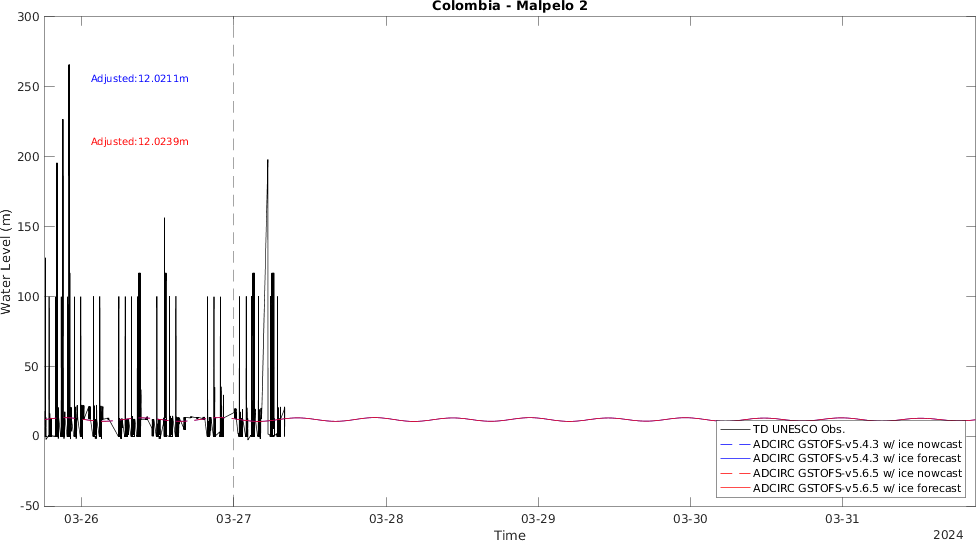 Colombia - Malpelo 2
300
250
200
150
100
50
0
-50
Water Level (m)
Adjusted:12.0211m
Adjusted:12.0239m
TD UNESCO Obs.
ADCIRC GSTOFS-v5.4.3 w/ ice nowcast
ADCIRC GSTOFS-v5.4.3 w/ ice forecast
ADCIRC GSTOFS-v5.6.5 w/ ice nowcast
ADCIRC GSTOFS-v5.6.5 w/ ice forecast
03-26 03-27 03-28 03-29 03-30 03-31
Time
2024